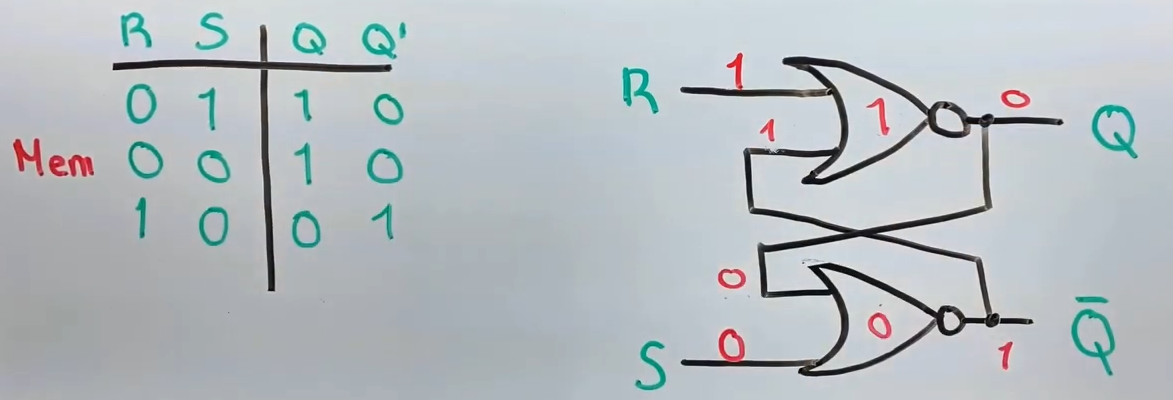 R S Q Q'
0 1 1 0
Mem 0 0 1 0
1 0 0 1
R 1 1 1 0 Q
0
S 0 0 1 Q̅